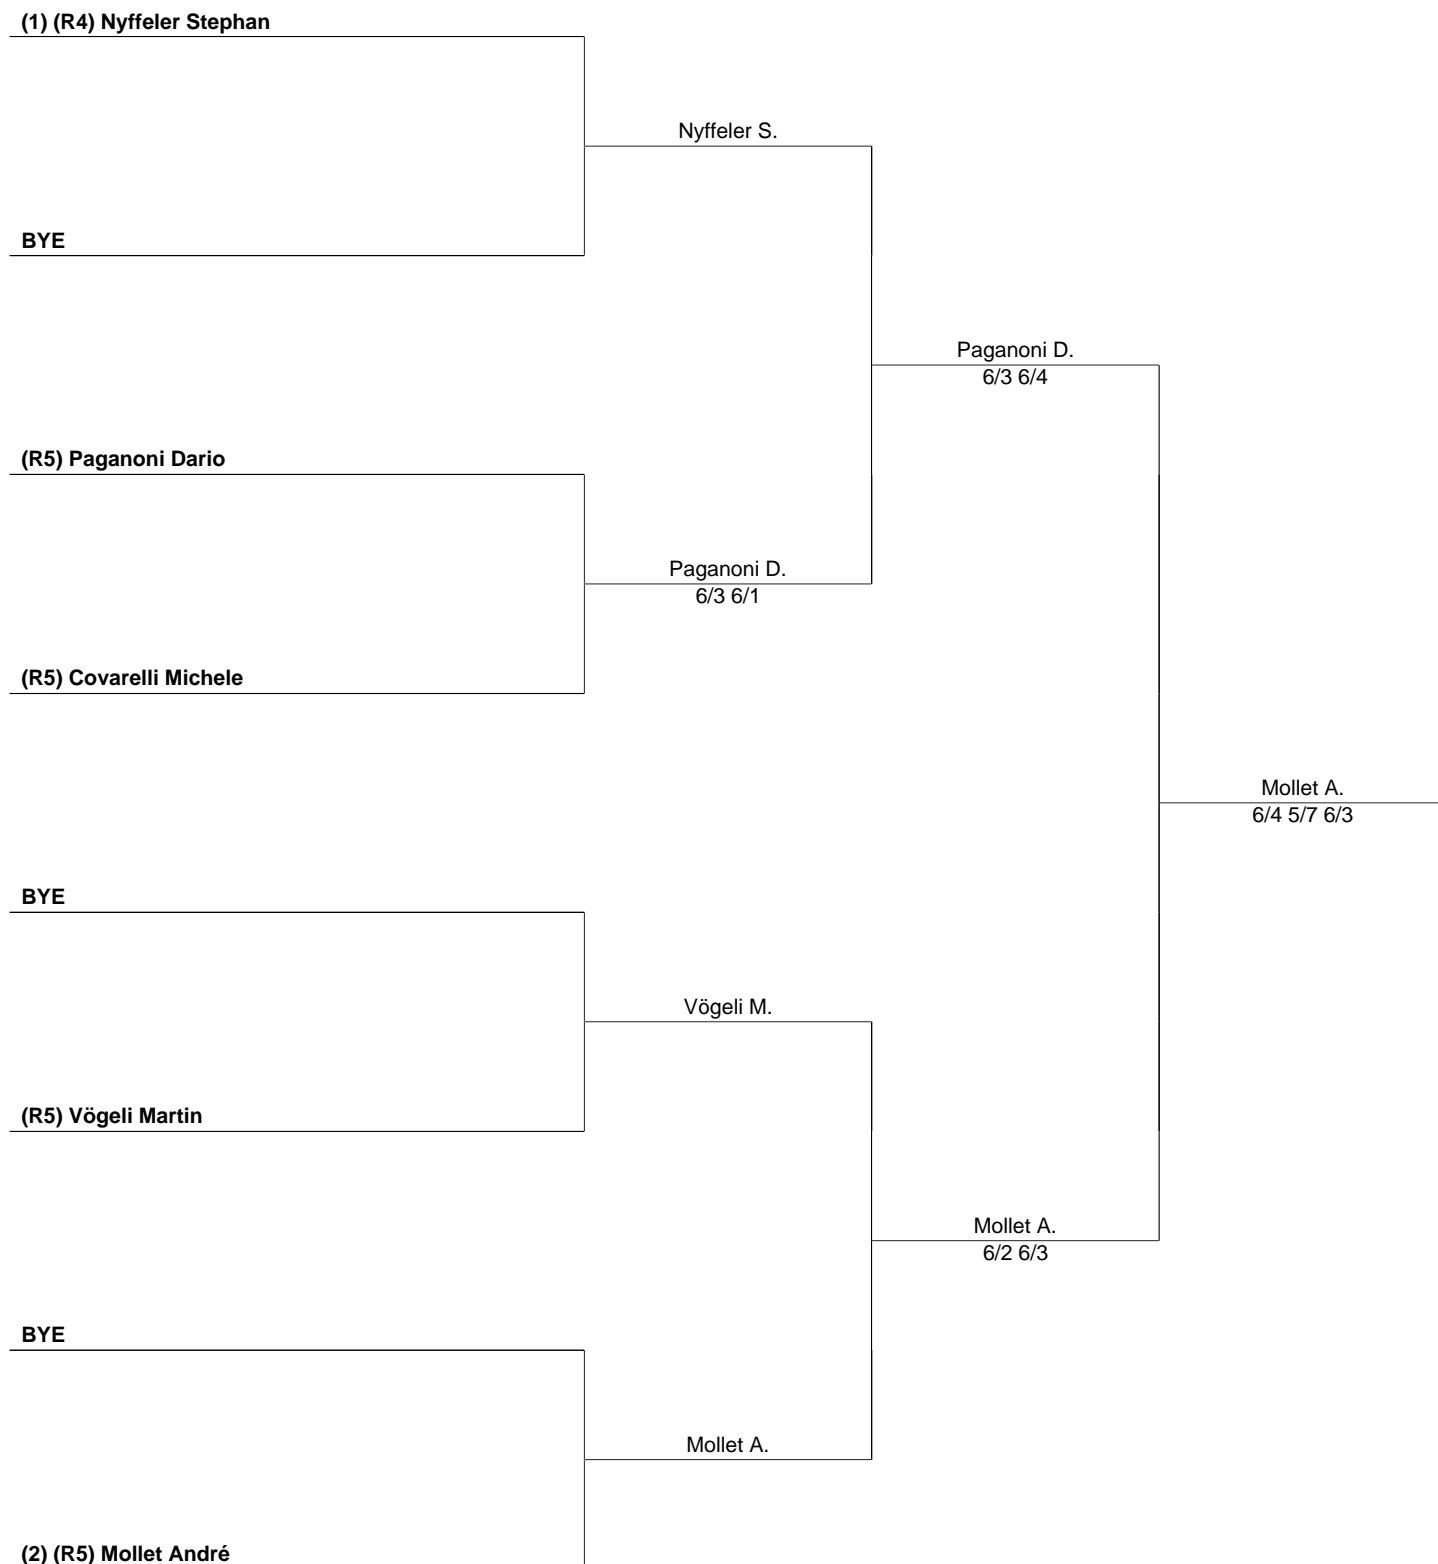 (1) (R4) Nyffeler Stephan
Nyffeler S.
BYE
Paganoni D.
6/3 6/4
(R5) Paganoni Dario
Paganoni D.
6/3 6/1
(R5) Covarelli Michele
Mollet A.
6/4 5/7 6/3
BYE
Vögeli M.
(R5) Vögeli Martin
Mollet A.
6/2 6/3
BYE
Mollet A.
(2) (R5) Mollet André